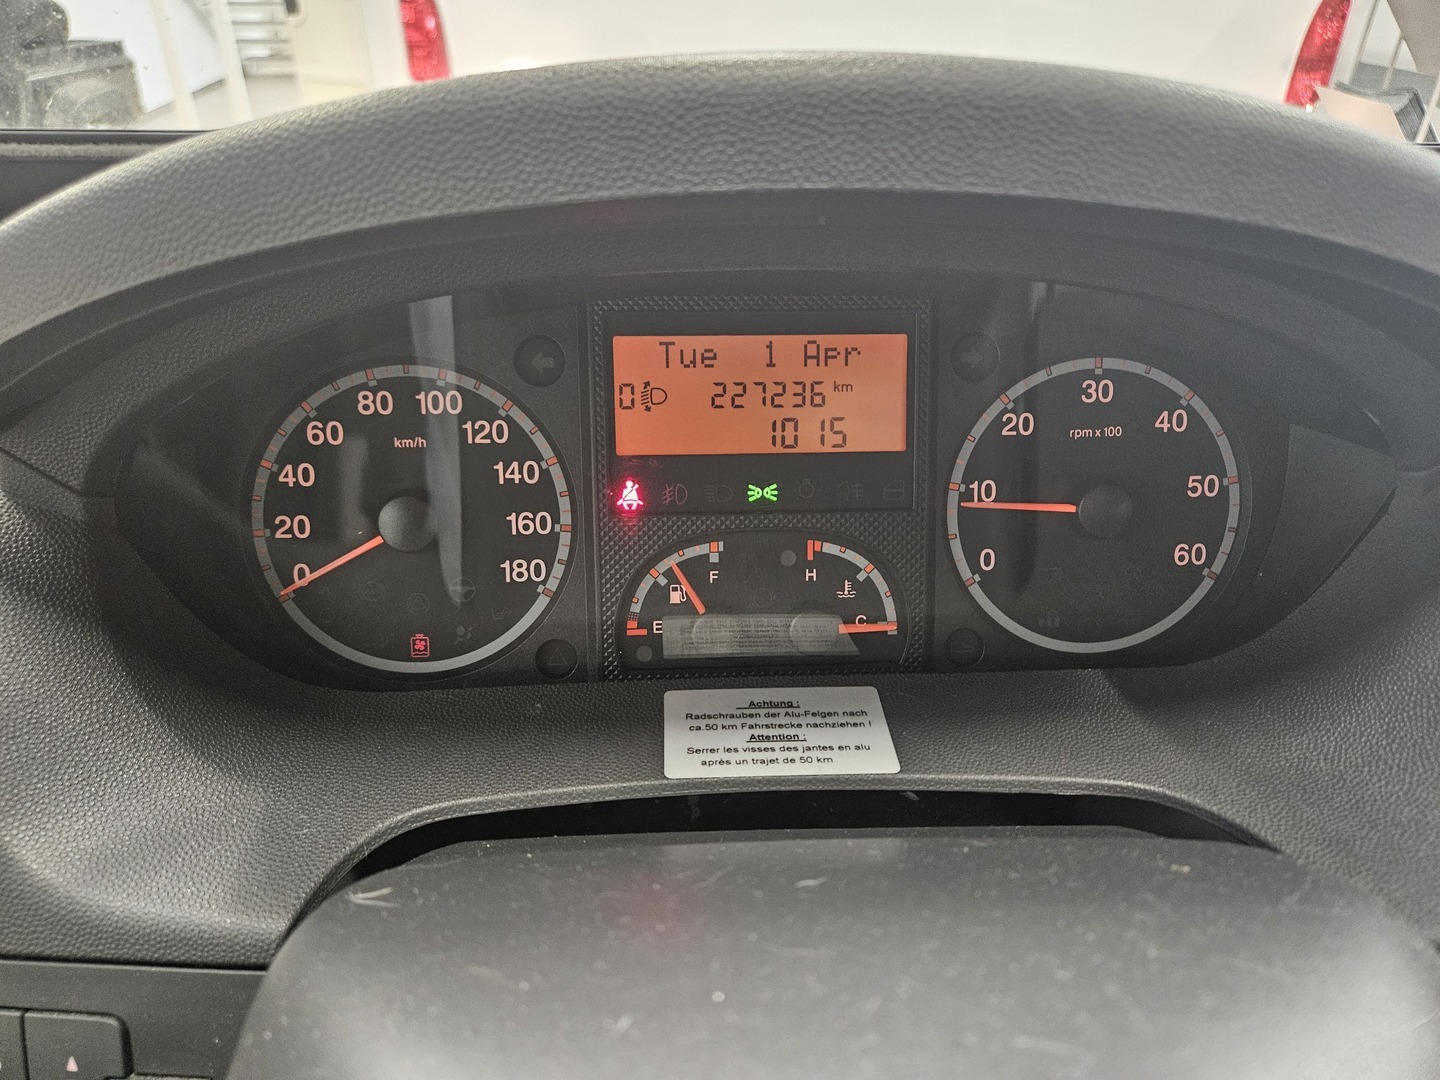 Tue 1 Apr
0 227236 km
10 15
0
20
40
60
80
100
120
140
160
180
km/h
0
10
20
30
40
50
60
rpm x 100
E
F
H
C
Achtung :
Radschrauben der Alu-Felgen nach
ca.50 km Fahrstrecke nachziehen !
Attention :
Serrer les visses des jantes en alu
après un trajet de 50 km